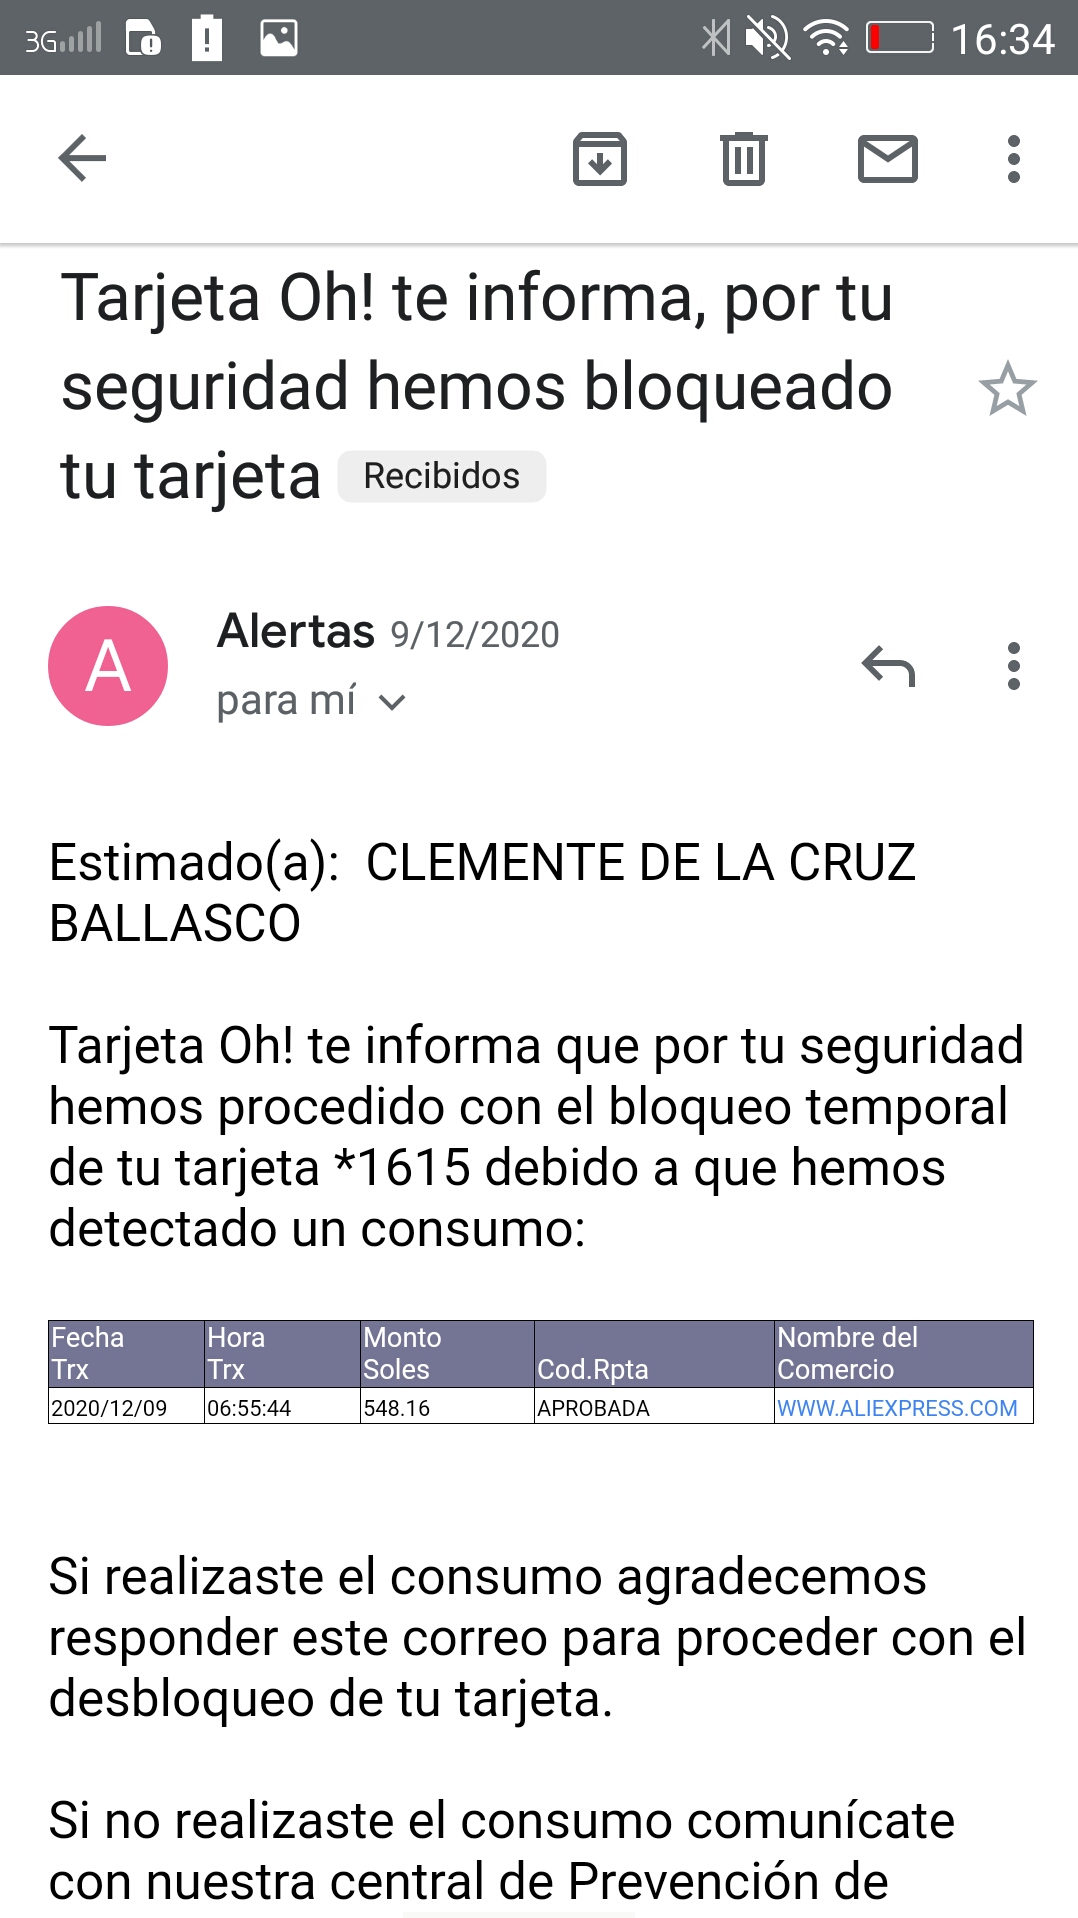 3G 16:34
Tarjeta Oh! te informa, por tu
seguridad hemos bloqueado
tu tarjeta Recibidos
A
Alertas 9/12/2020
para mí
Estimado(a):  CLEMENTE DE LA CRUZ
BALLASCO
Tarjeta Oh! te informa que por tu seguridad
hemos procedido con el bloqueo temporal
de tu tarjeta *1615 debido a que hemos
detectado un consumo:
Fecha Trx Hora Trx Monto Soles Cod.Rpta Nombre del Comercio
2020/12/09 06:55:44 548.16 APROBADA WWW.ALIEXPRESS.COM
Si realizaste el consumo agradecemos
responder este correo para proceder con el
desbloqueo de tu tarjeta.
Si no realizaste el consumo comunícate
con nuestra central de Prevención de